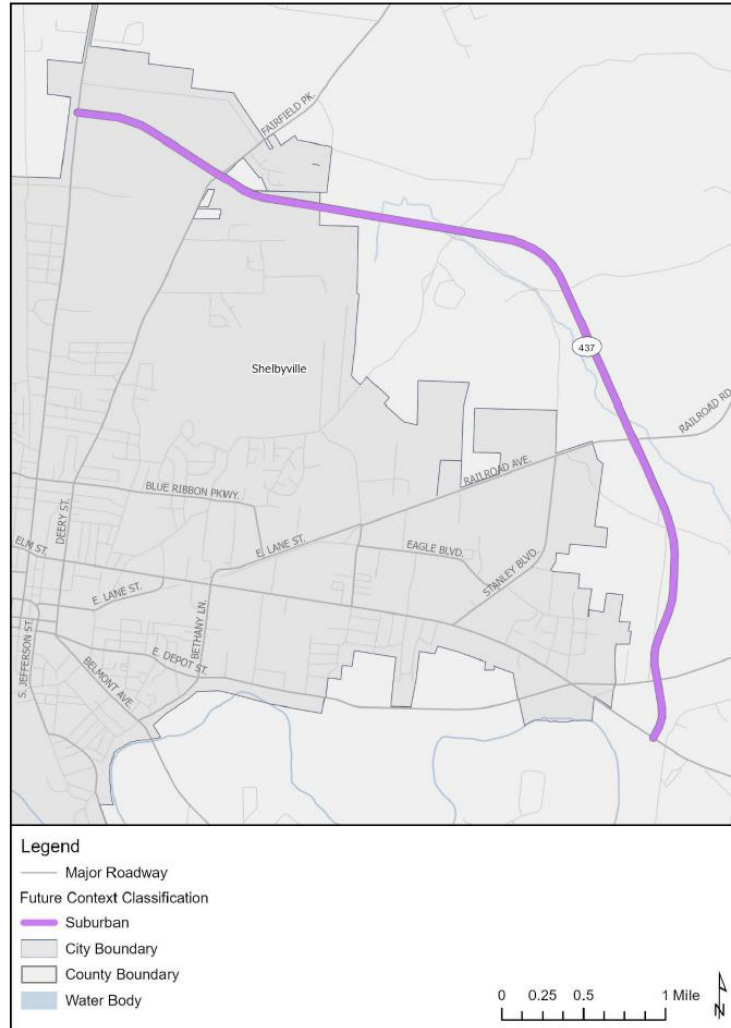 FAIRFIELD PK.
Shelbyville
437
RAILROAD RD.
RAILROAD AVE.
BLUE RIBBON PKWY.
DEERY ST.
ELM ST.
E. LANE ST.
EAGLE BLVD.
STANLEY BLVD.
E. LANE ST.
BETHANY LN.
E. DEPOT ST.
S. JEFFERSON ST.
BELMONT AVE.
Legend
Major Roadway
Future Context Classification
Suburban
City Boundary
County Boundary
Water Body
0 0.25 0.5 1 Mile
N